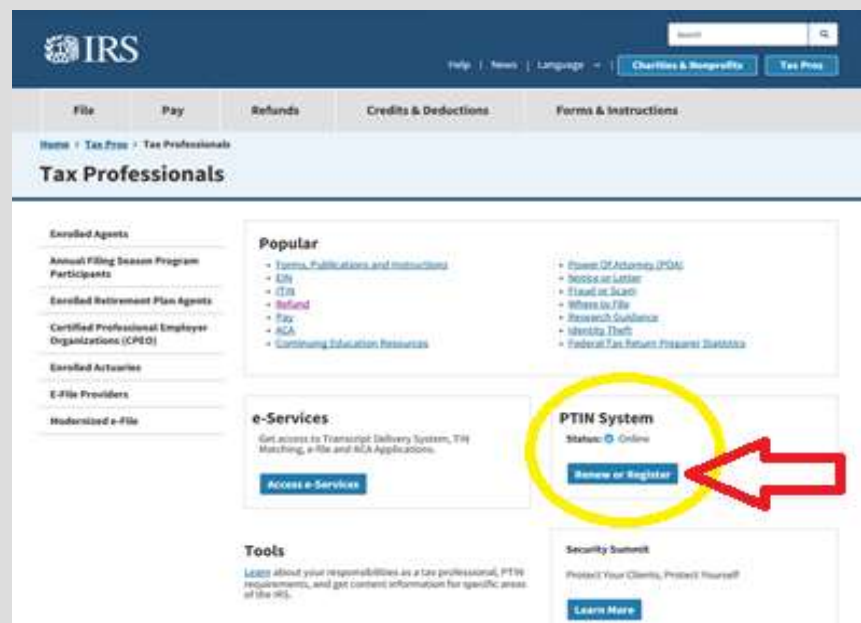 IRS
Search
Help | News | Language | Charities & Nonprofits Tax Pros
File Pay Refunds Credits & Deductions Forms & Instructions
Home Tax Pros Tax Professionals
Tax Professionals
Enrolled Agents
Annual Filing Season Program
Participants
Enrolled Retirement Plan Agents
Certified Professional Employer
Organizations (CPEO)
Enrolled Actuaries
E-File Providers
Modernized e-File
Popular
Forms, Publications and Instructions
EIN
ITIN
Refund
Pay
ACA
Continuing Education Resources
Power Of Attorney (POA)
Notice or Letter
Fraud or Scam
Where to File
Research Guidance
Identity Theft
Federal Tax Return Preparer Statistics
e-Services
Get access to Transcript Delivery System, TIN
Matching, e-file and ACA Applications.
Access e-Services
PTIN System
Status: Online
Renew or Register
Tools
Learn about your responsibilities as a tax professional, PTIN
requirements, and get content information for specific areas
of the IRS.
Security Summit
Protect Your Clients, Protect Yourself
Learn More